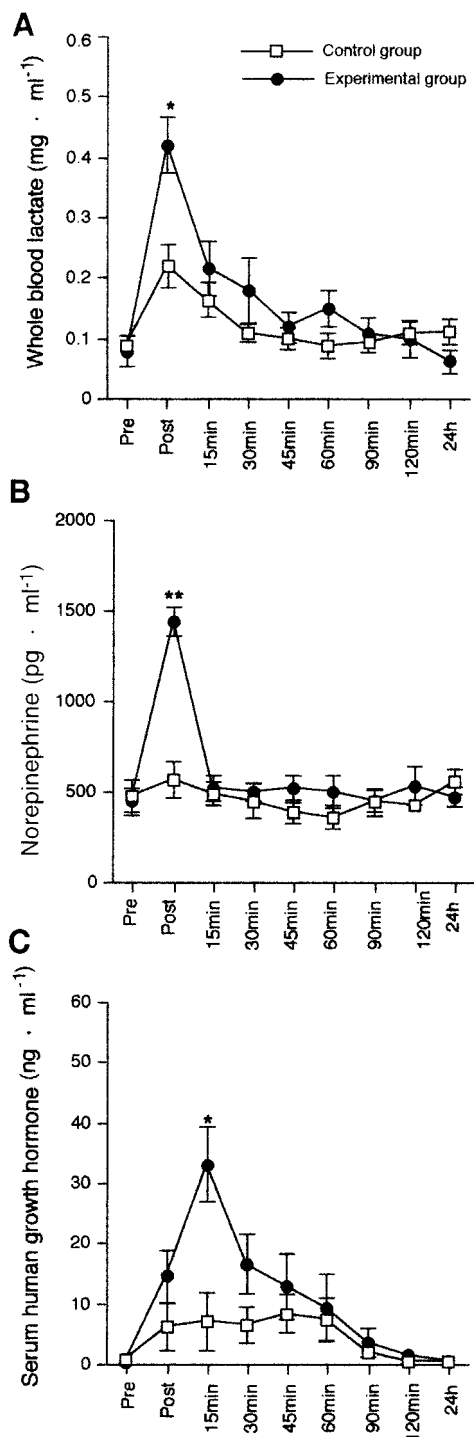 A
Whole blood lactate (mg · ml-1)
0.6
0.5
0.4
0.3
0.2
0.1
0
Control group
Experimental group
*
Pre
Post
15min
30min
45min
60min
90min
120min
24h
B
Norepinephrine (pg · ml-1)
2000
1500
1000
500
0
**
Pre
Post
15min
30min
45min
60min
90min
120min
24h
C
Serum human growth hormone (ng · ml-1)
60
50
40
30
20
10
0
*
Pre
Post
15min
30min
45min
60min
90min
120min
24h